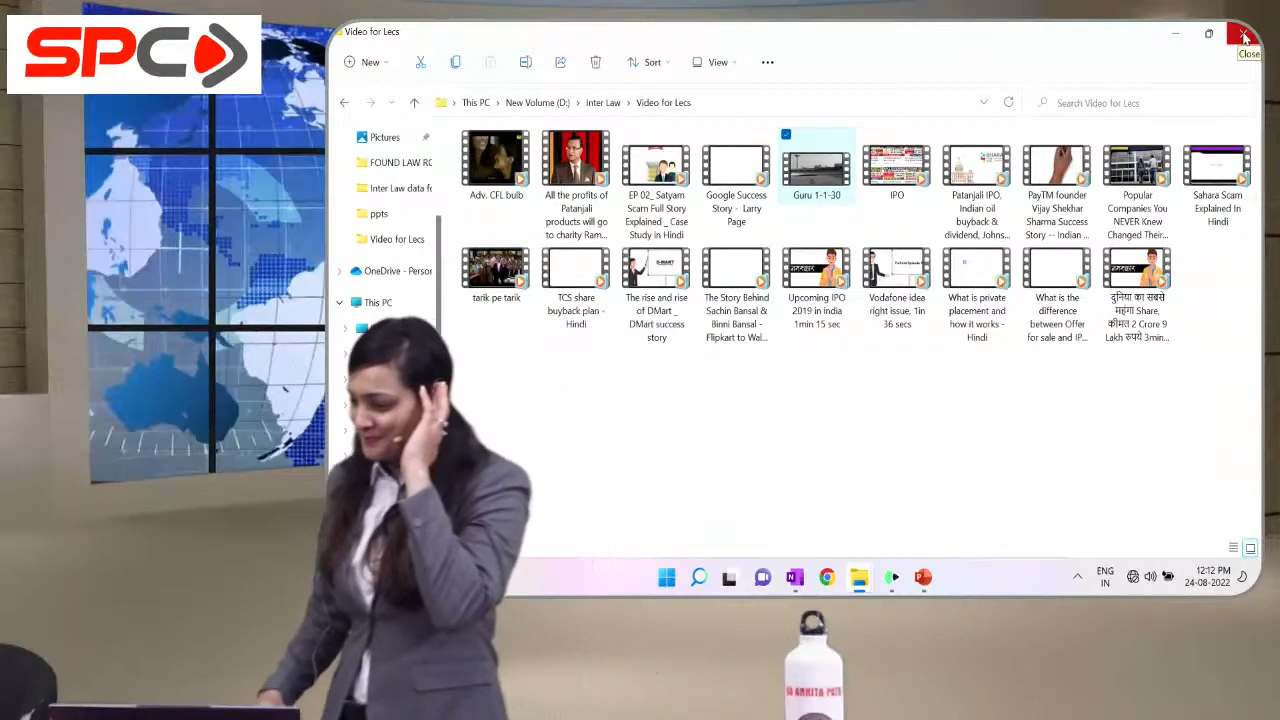 SPC
Video for Lecs
Close
New
Sort
View
This PC
New Volume (D:)
Inter Law
Video for Lecs
Search Video for Lecs
Pictures
FOUND LAW RC
Inter Law data fo
ppts
Video for Lecs
OneDrive - Person
This PC
Adv. CFL bulb
All the profits of
Patanjali
products will go
to charity Ram...
EP 02_ Satyam
Scam Full Story
Explained _ Case
Study in Hindi
Google Success
Story - Larry
Page
Guru 1-1-30
IPO
Patanjali IPO,
Indian oil
buyback &
dividend, Johns...
PayTM founder
Vijay Shekhar
Sharma Success
Story -- Indian ...
Popular
Companies You
NEVER Knew
Changed Their...
Sahara Scam
Explained In
Hindi
tarik pe tarik
TCS share
buyback plan -
Hindi
The rise and rise
of DMart _
DMart success
story
The Story Behind
Sachin Bansal &
Binni Bansal -
Flipkart to Wal...
Upcoming IPO
2019 in india
1min 15 sec
Vodafone idea
right issue, 1in
36 secs
What is private
placement and
how it works -
Hindi
What is the
difference
between Offer
for sale and IP...
दुनिया का सबसे
महंगा Share,
कीमत 2 Crore 9
Lakh रुपये 3min...
ENG
IN
12:12 PM
24-08-2022